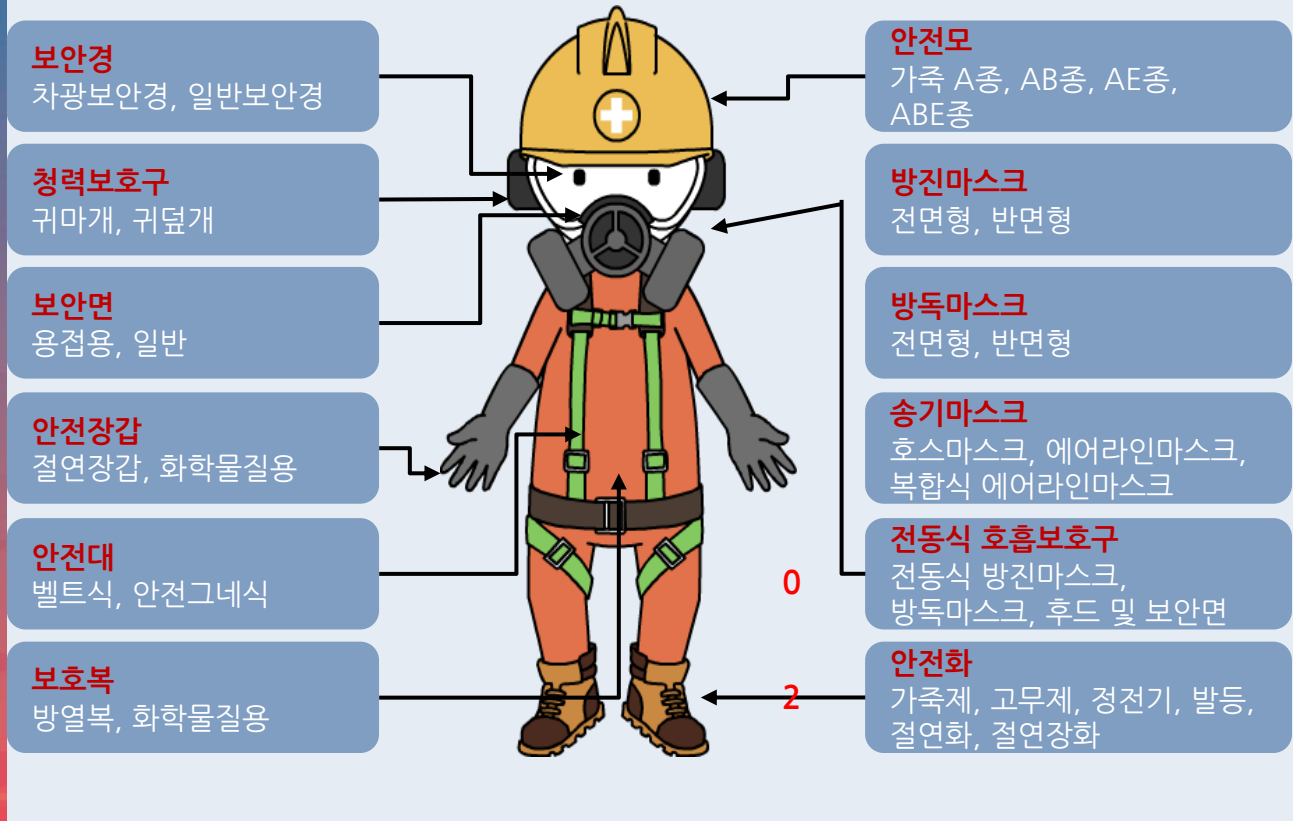 보안경
차광보안경, 일반보안경
청력보호구
귀마개, 귀덮개
보안면
용접용, 일반
안전장갑
절연장갑, 화학물질용
안전대
벨트식, 안전그네식
보호복
방열복, 화학물질용
안전모
가죽 A종, AB종, AE종,
ABE종
방진마스크
전면형, 반면형
방독마스크
전면형, 반면형
송기마스크
호스마스크, 에어라인마스크,
복합식 에어라인마스크
전동식 호흡보호구
전동식 방진마스크,
방독마스크, 후드 및 보안면
안전화
가죽제, 고무제, 정전기, 발등,
절연화, 절연장화
0
2